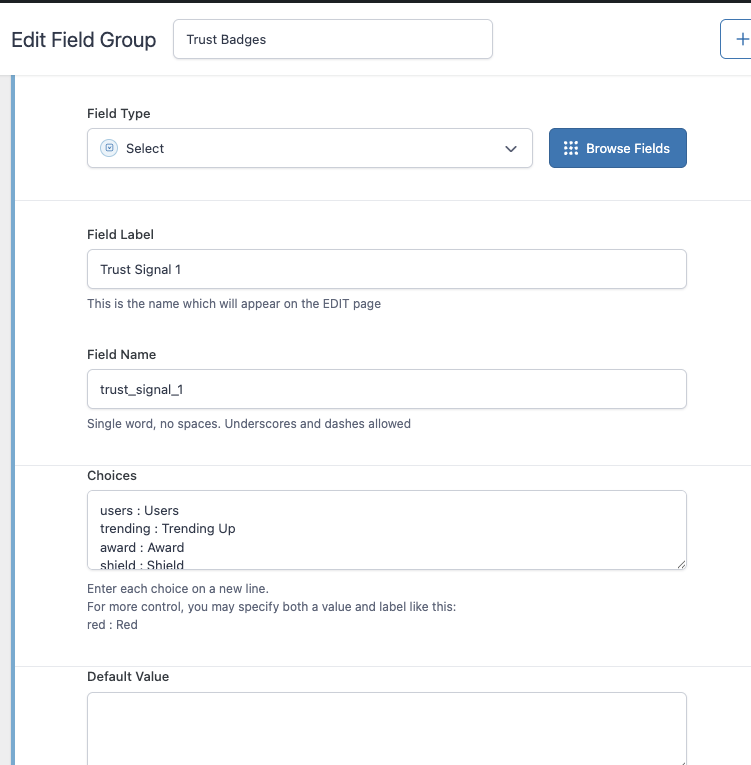 Edit Field Group
Trust Badges
Field Type
Select
Browse Fields
Field Label
Trust Signal 1
This is the name which will appear on the EDIT page
Field Name
trust_signal_1
Single word, no spaces. Underscores and dashes allowed
Choices
users : Users
trending : Trending Up
award : Award
shield : Shield
Enter each choice on a new line.
For more control, you may specify both a value and label like this:
red : Red
Default Value